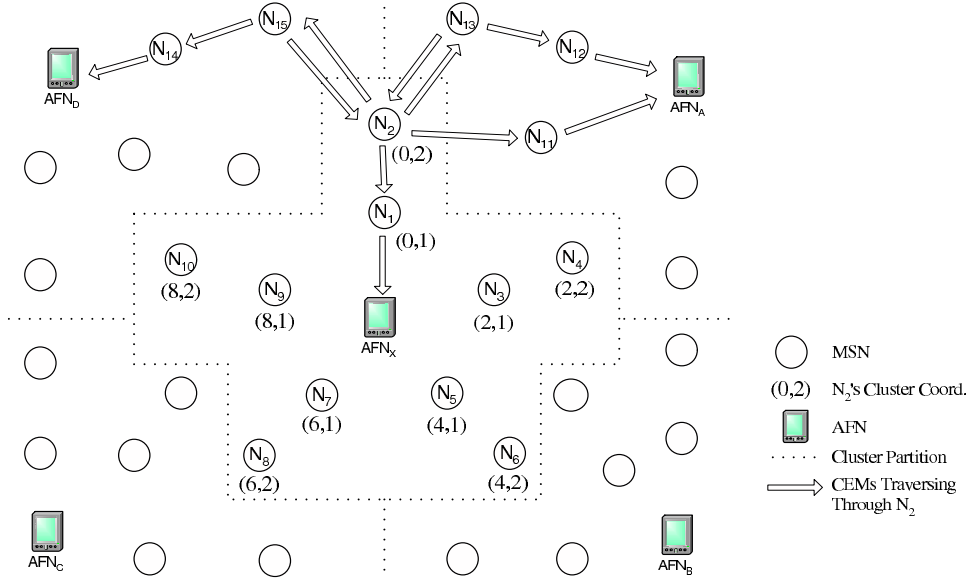 N15
N13
N14
N12
AFND
AFNA
N2
N11
(0,2)
N1
(0,1)
N10
(8,2)
N9
(8,1)
N3
(2,1)
N4
(2,2)
AFNX
N7
(6,1)
N5
(4,1)
N8
(6,2)
N6
(4,2)
AFNC
AFNB
MSN
(0,2) N2's Cluster Coord.
AFN
Cluster Partition
CEMs Traversing
Through N2